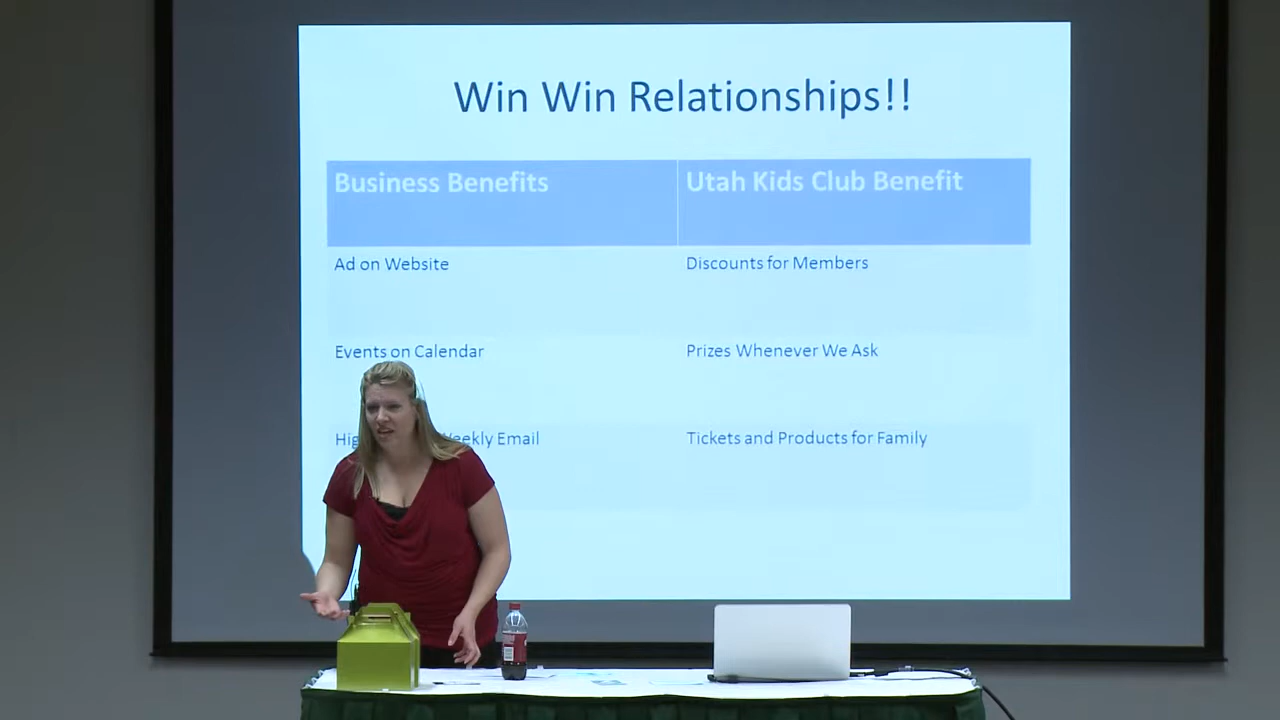 Win Win Relationships!!
Business Benefits
Utah Kids Club Benefit
Ad on Website
Discounts for Members
Events on Calendar
Prizes Whenever We Ask
Weekly Email
Tickets and Products for Family